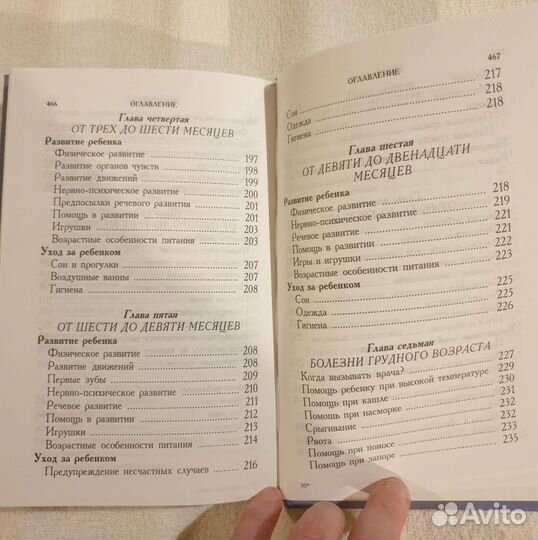 466 ОГЛАВЛЕНИЕ
Глава четвертая
ОТ ТРЕХ ДО ШЕСТИ МЕСЯЦЕВ
Развитие ребенка
Физическое развитие 197
Развитие органов чувств 198
Развитие движений 199
Нервно-психическое развитие 200
Предпосылки речевого развития 201
Помощь в развитии 201
Игрушки 203
Возрастные особенности питания 203
Уход за ребенком
Сон и прогулки 207
Воздушные ванны 207
Гигиена 208
Глава пятая
ОТ ШЕСТИ ДО ДЕВЯТИ МЕСЯЦЕВ
Развитие ребенка
Физическое развитие 208
Развитие движений 208
Первые зубы 209
Нервно-психическое развитие 210
Речевое развитие 211
Помощь в развитии 212
Игрушки 213
Возрастные особенности питания 214
Уход за ребенком
Предупреждение несчастных случаев 216
ОГЛАВЛЕНИЕ 467
Сон 217
Одежда 218
Гигиена 218
Глава шестая
ОТ ДЕВЯТИ ДО ДВЕНАДЦАТИ
МЕСЯЦЕВ
Развитие ребенка
Физическое развитие 218
Нервно-психическое развитие 219
Речевое развитие 221
Помощь в развитии 221
Игры и игрушки 222
Возрастные особенности питания 223
Уход за ребенком
Сон 225
Одежда 225
Гигиена 226
Глава седьмая
БОЛЕЗНИ ГРУДНОГО ВОЗРАСТА
Когда вызывать врача? 227
Помощь ребенку при высокой температуре 229
Помощь при кашле 230
Помощь при насморке 231
Срыгивание 232
Рвота 232
Помощь при поносе 233
Помощь при запоре 235
30*
Avito